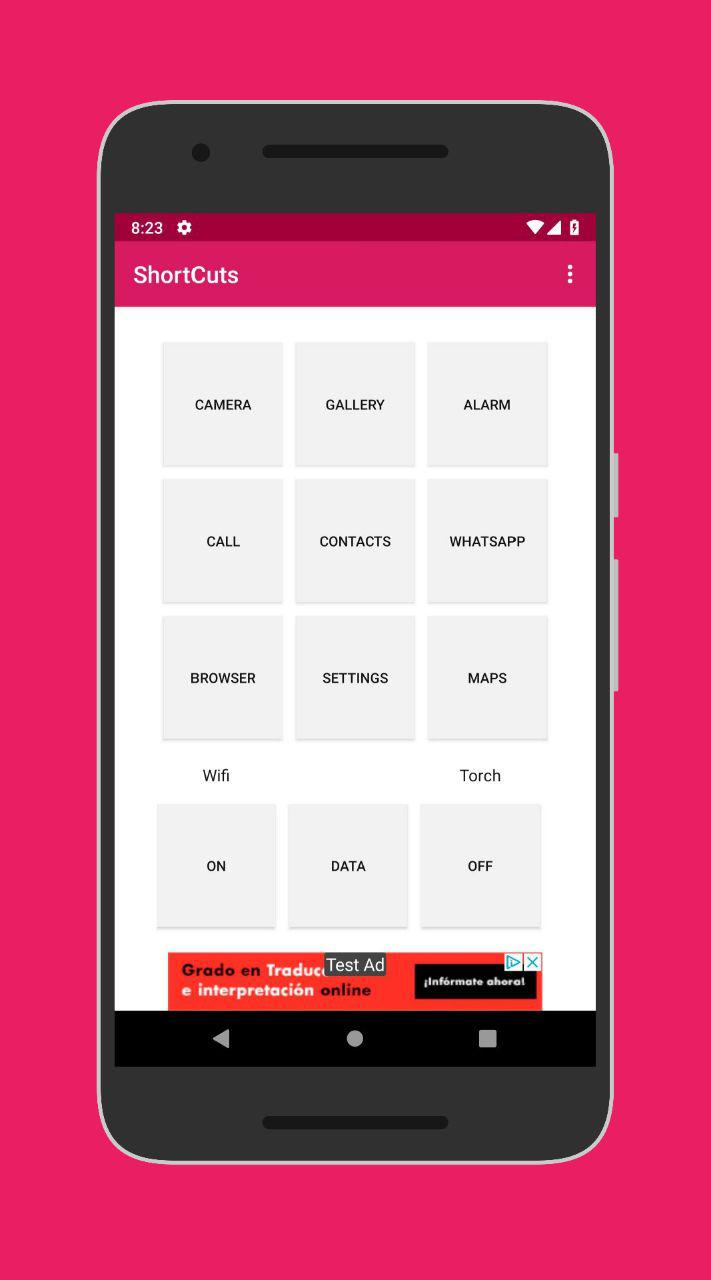 8:23
ShortCuts
CAMERA GALLERY ALARM
CALL CONTACTS WHATSAPP
BROWSER SETTINGS MAPS
Wifi Torch
ON DATA OFF
Grado en Traduc Test Ad
e interpretación online ¡Infórmate ahora!